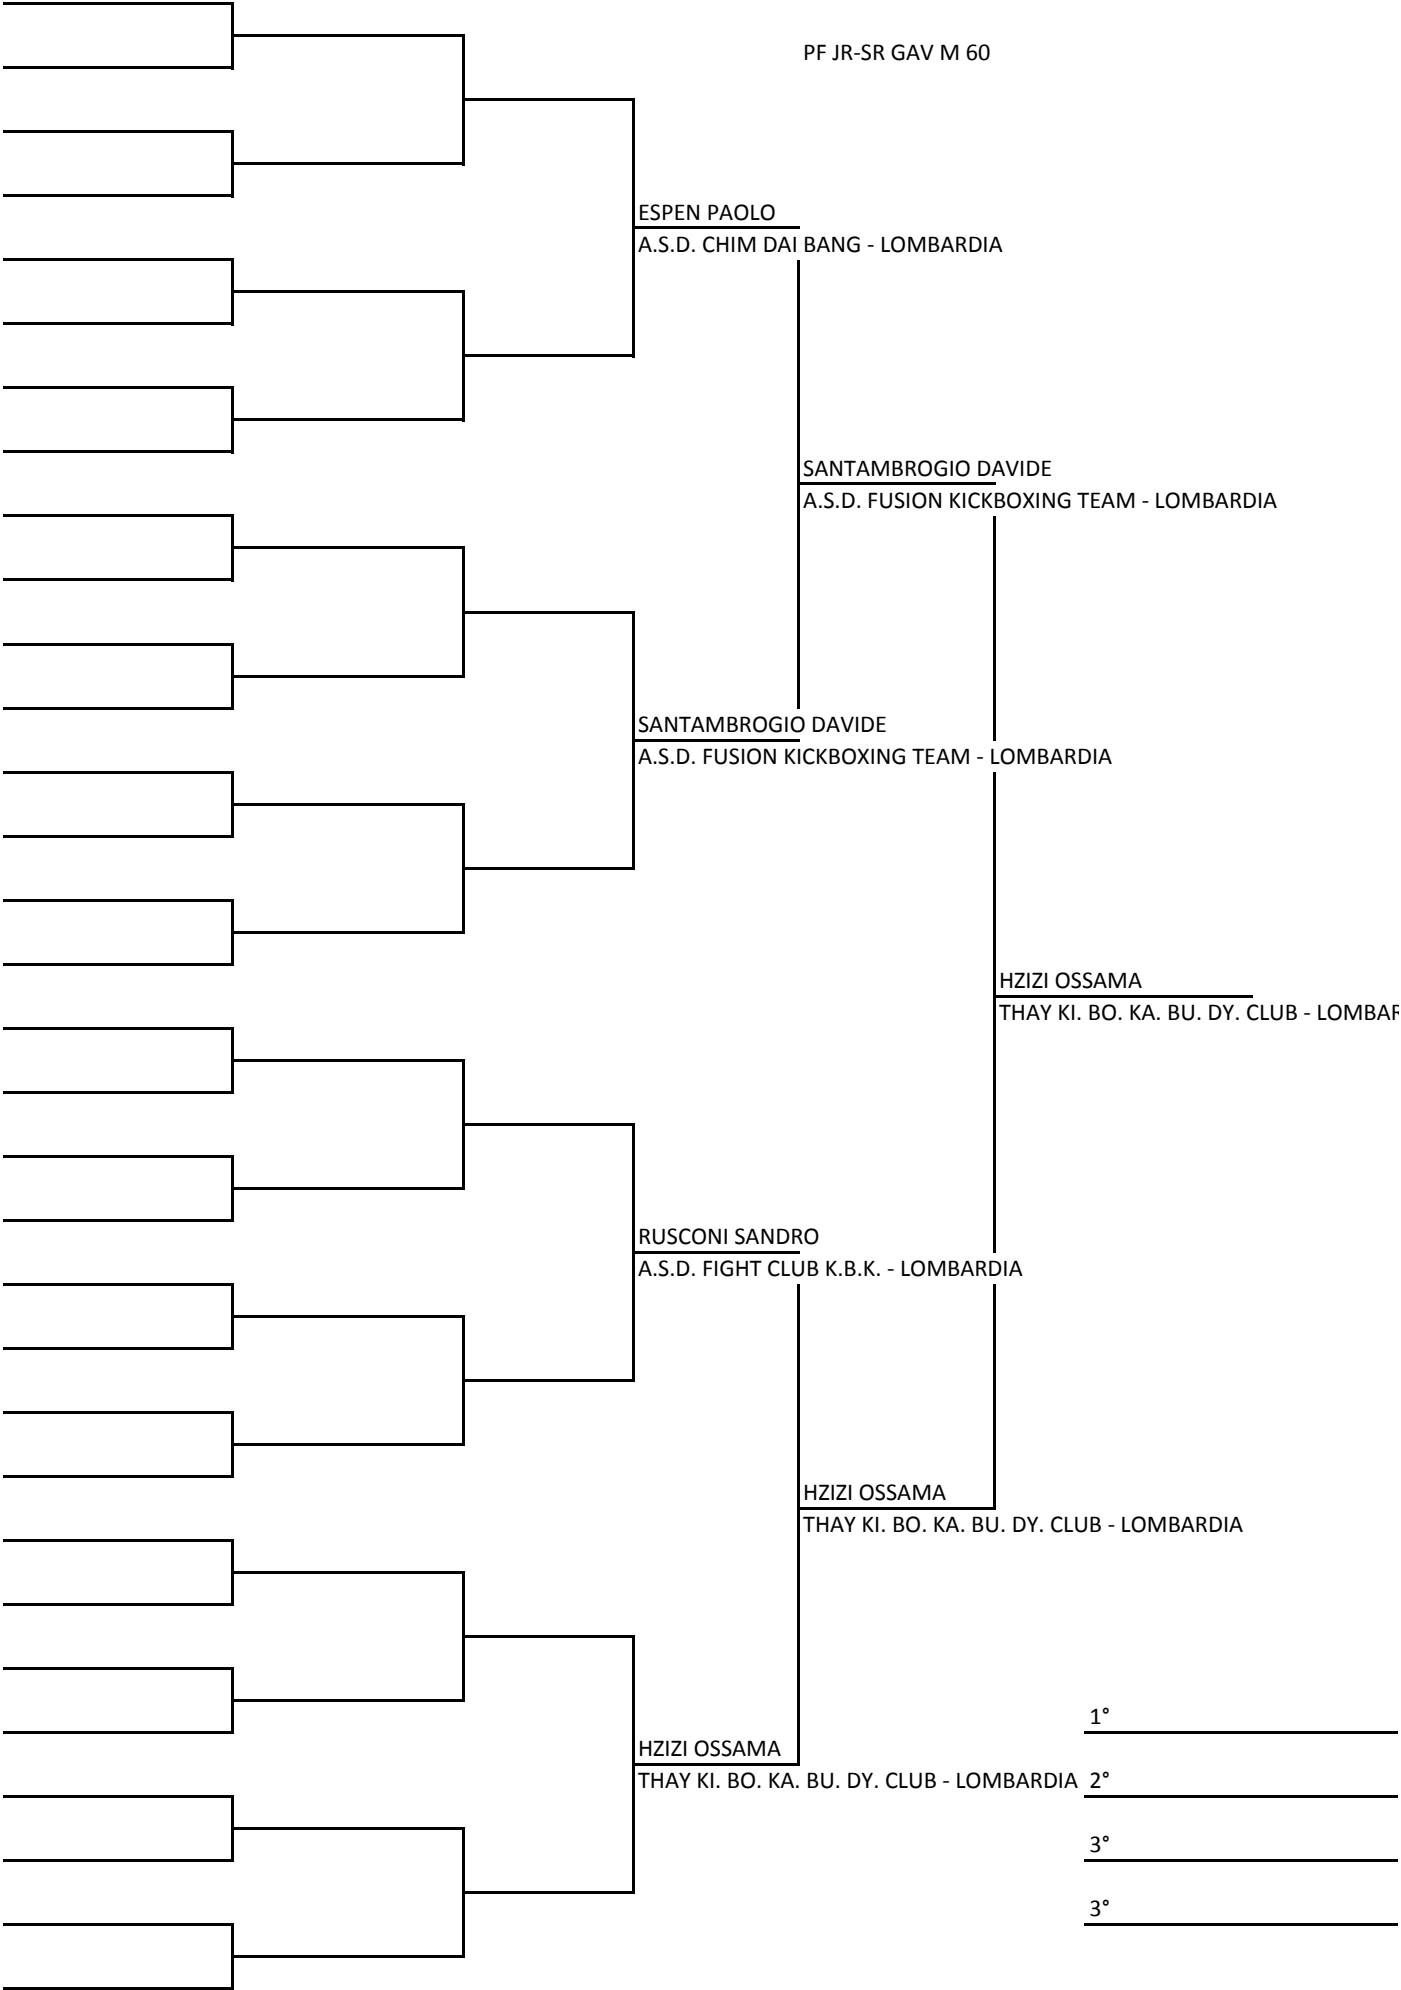 PF JR-SR GAV M 60
ESPEN PAOLO
A.S.D. CHIM DAI BANG - LOMBARDIA
SANTAMBROGIO DAVIDE
A.S.D. FUSION KICKBOXING TEAM - LOMBARDIA
SANTAMBROGIO DAVIDE
A.S.D. FUSION KICKBOXING TEAM - LOMBARDIA
HZIZI OSSAMA
THAY KI. BO. KA. BU. DY. CLUB - LOMBAR
RUSCONI SANDRO
A.S.D. FIGHT CLUB K.B.K. - LOMBARDIA
HZIZI OSSAMA
THAY KI. BO. KA. BU. DY. CLUB - LOMBARDIA
1°
HZIZI OSSAMA
THAY KI. BO. KA. BU. DY. CLUB - LOMBARDIA
2°
3°
3°